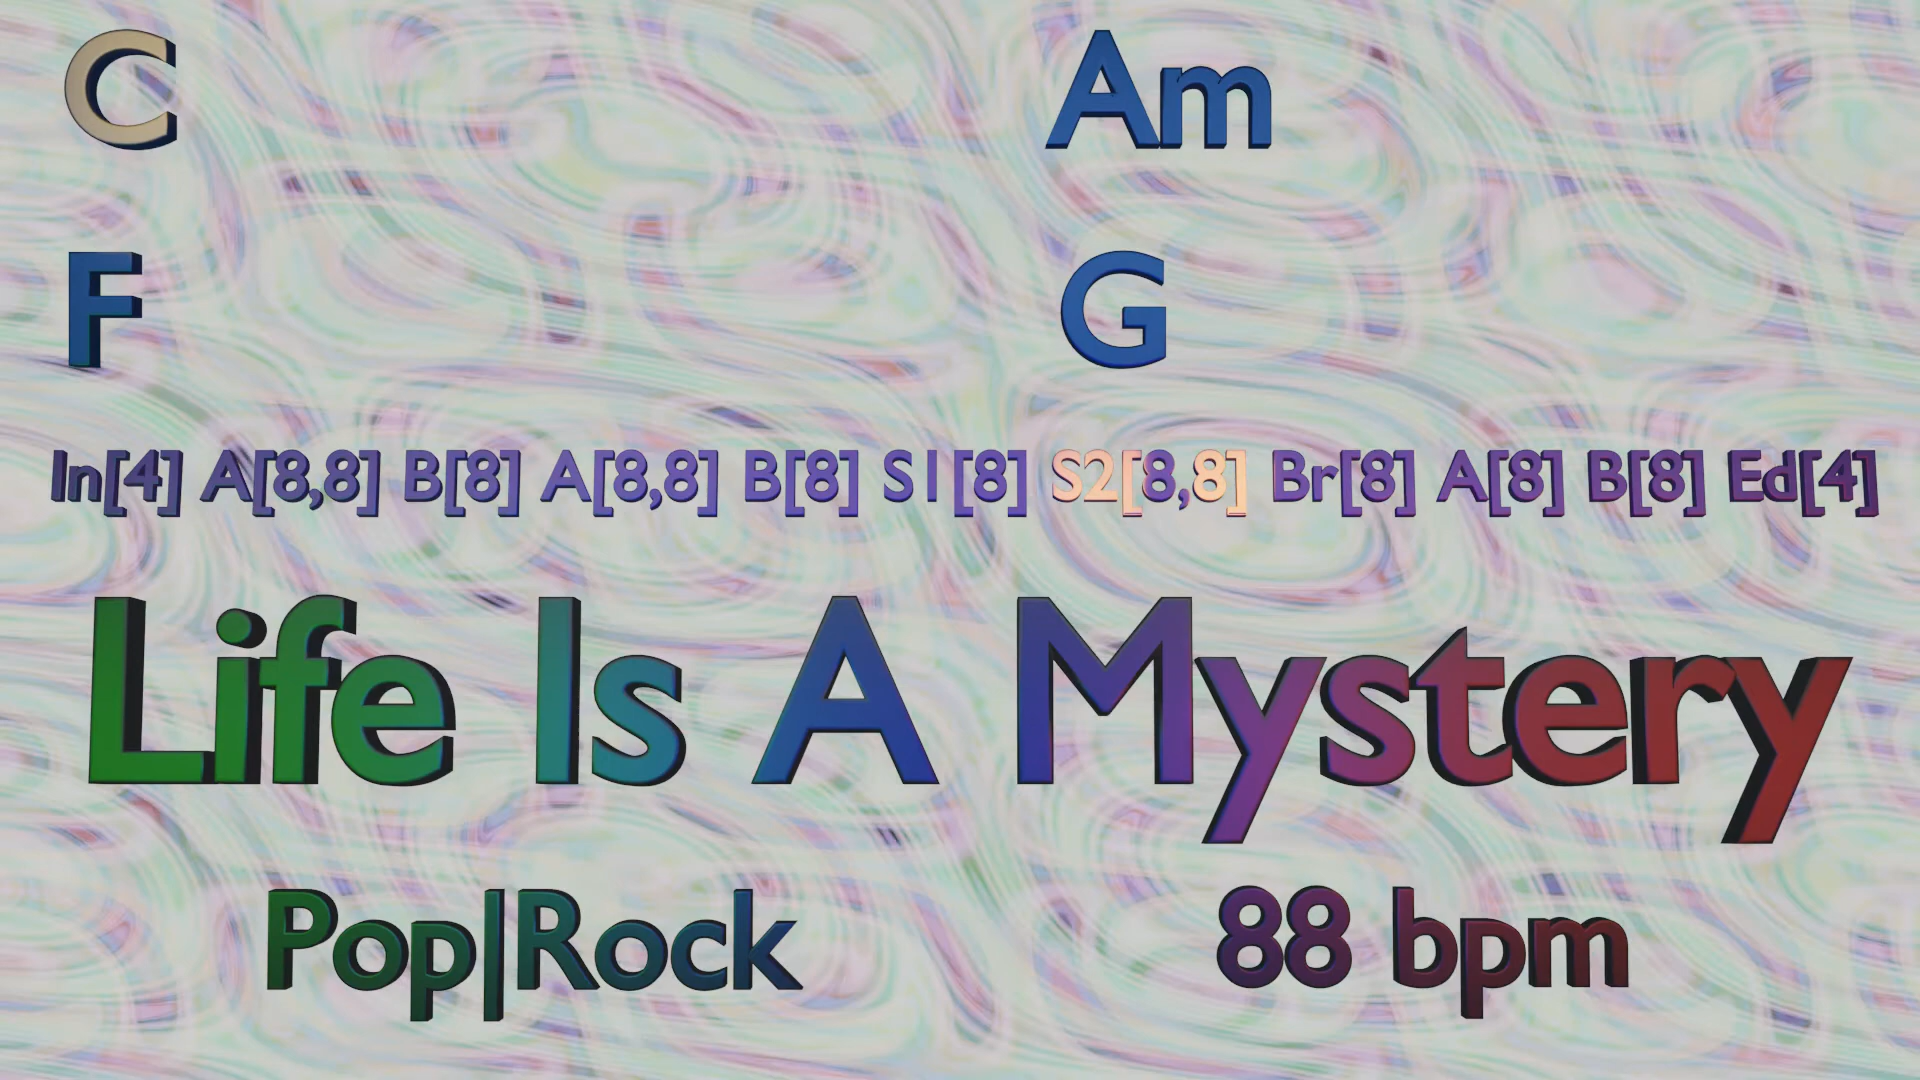 C Am
F G
In[4] A[8,8] B[8] A[8,8] B[8] S1[8] S2[8,8] Br[8] A[8] B[8] Ed[4]
Life Is A Mystery
Pop|Rock 88 bpm